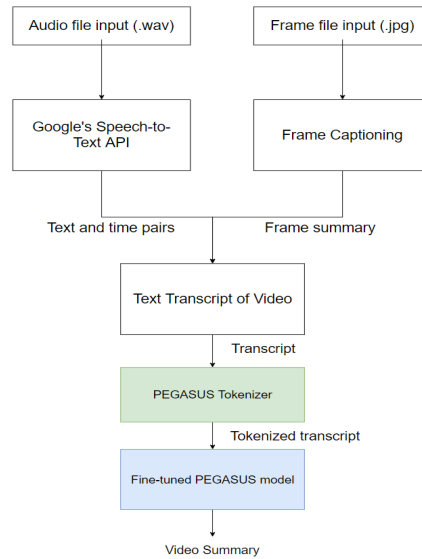 Audio file input (.wav)
Frame file input (.jpg)
Google's Speech-to-
Text API
Frame Captioning
Text and time pairs
Frame summary
Text Transcript of Video
Transcript
PEGASUS Tokenizer
Tokenized transcript
Fine-tuned PEGASUS model
Video Summary